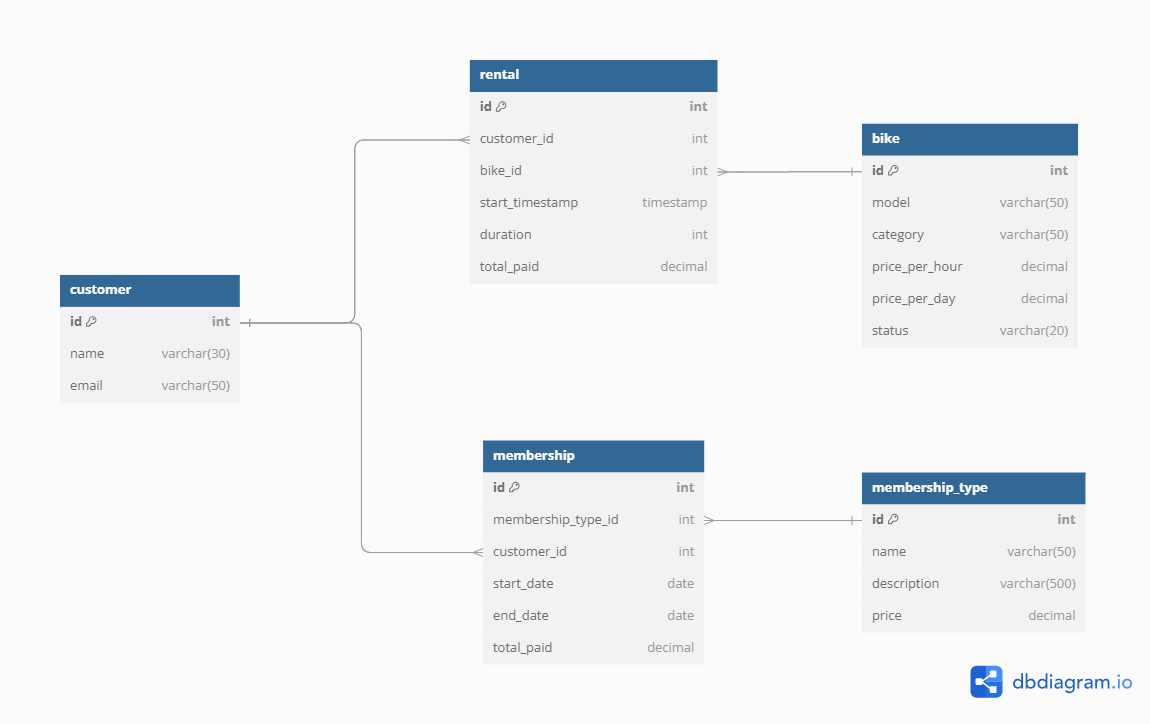 rental
id int
customer_id int
bike_id int
start_timestamp timestamp
duration int
total_paid decimal
bike
id int
model varchar(50)
category varchar(50)
price_per_hour decimal
price_per_day decimal
status varchar(20)
customer
id int
name varchar(30)
email varchar(50)
membership
id int
membership_type_id int
customer_id int
start_date date
end_date date
total_paid decimal
membership_type
id int
name varchar(50)
description varchar(500)
price decimal
dbdiagram.io